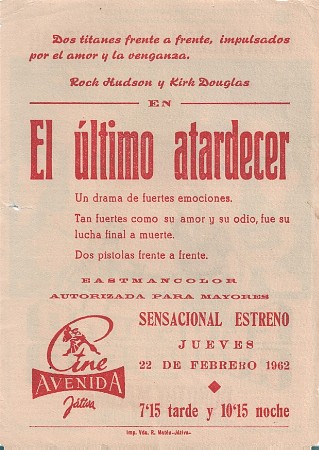 Dos titanes frente a frente, impulsados
por el amor y la venganza.
Rock Hudson y Kirk Douglas
EN
El último atardecer
Un drama de fuertes emociones.
Tan fuertes como su amor y su odio, fue su
lucha final a muerte.
Dos pistolas frente a frente.
EASTMANCOLOR
AUTORIZADA PARA MAYORES
Cine
AVENIDA
Játiva
SENSACIONAL ESTRENO
JUEVES
22 DE FEBRERO 1962
7'15 tarde y 10'15 noche
Imp. Vda. R. Mateu-Játiva-